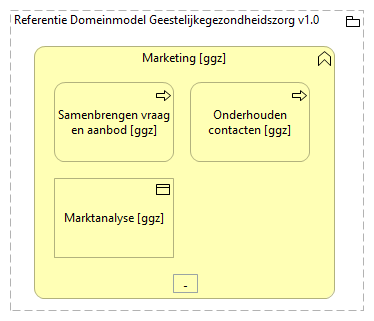 Referentie Domeinmodel Geestelijkegezondheidszorg v1.0
Marketing [ggz]
Samenbrengen vraag
en aanbod [ggz]
Onderhouden
contacten [ggz]
Marktanalyse [ggz]
-